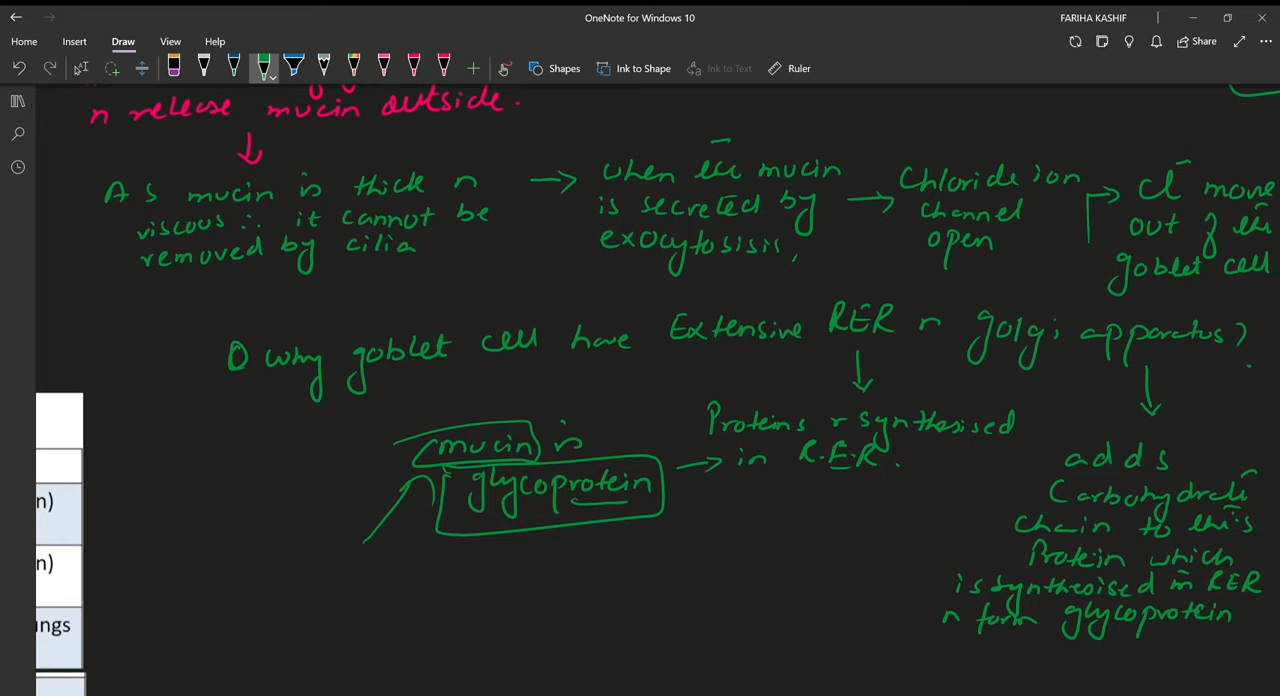 OneNote for Windows 10
FARIHA KASHIF
Home Insert Draw View Help
Share
Shapes
Ink to Shape
Ink to Text
Ruler
n release mucin outside.
A S mucin is thick n
viscous ∴ it cannot be
removed by cilia
when the mucin
is secreted by
exocytosisis,
Chloride ion
channel
open
Cl⁻ move
out of the
goblet cell
Q why goblet cell have Extensive RER n golgi apparatus?
mucin is
glycoprotein
Proteins r synthesised
in R.E.R.
adds
Carbohydrate
chain to this
Protein which
is synthesised in RER
n form glycoprotein
n)
n)
ungs